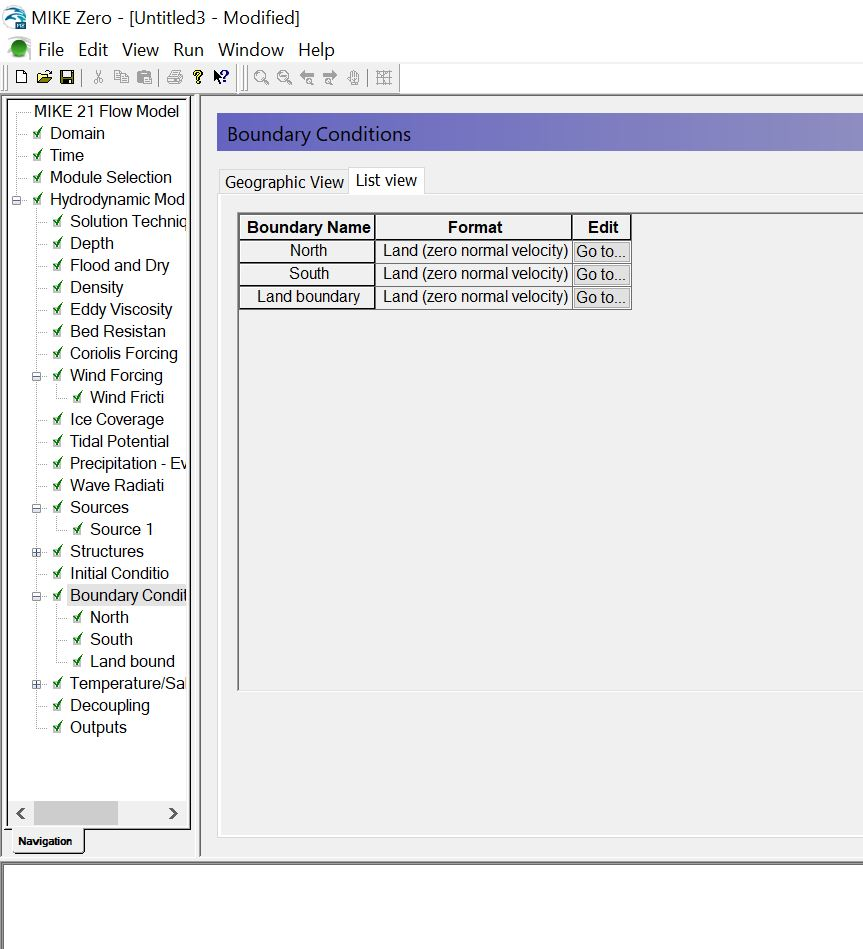 MIKE Zero - [Untitled3 - Modified]
File Edit View Run Window Help
MIKE 21 Flow Model
Domain
Time
Module Selection
Hydrodynamic Mod
Solution Techniq
Depth
Flood and Dry
Density
Eddy Viscosity
Bed Resistan
Coriolis Forcing
Wind Forcing
Wind Fricti
Ice Coverage
Tidal Potential
Precipitation - Ev
Wave Radiati
Sources
Source 1
Structures
Initial Conditio
Boundary Condit
North
South
Land bound
Temperature/Sal
Decoupling
Outputs
Navigation
Boundary Conditions
Geographic View List view
Boundary Name Format Edit
North Land (zero normal velocity) Go to...
South Land (zero normal velocity) Go to...
Land boundary Land (zero normal velocity) Go to...